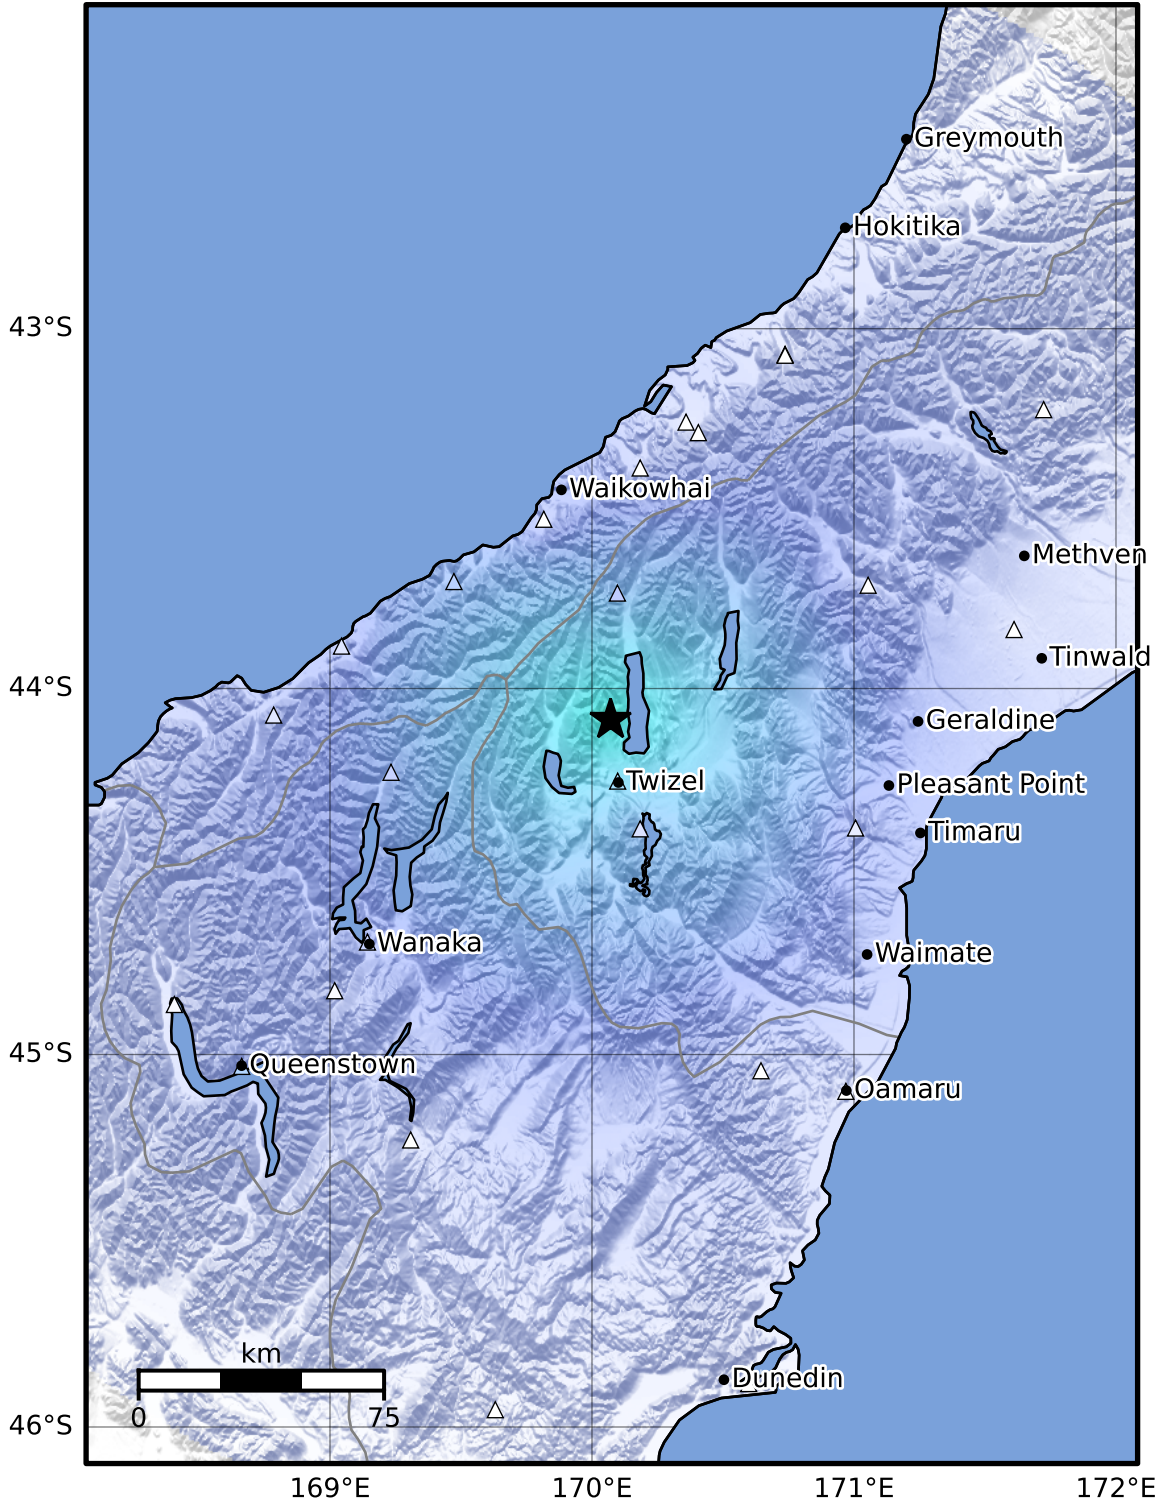 Greymouth
Hokitika
43°S
Waikowhai
Methven
Tinwald
44°S
Geraldine
Twizel
Pleasant Point
Timaru
Wanaka
Waimate
45°S
Queenstown
Oamaru
km
Dunedin
0 75
46°S
169°E 170°E 171°E 172°E